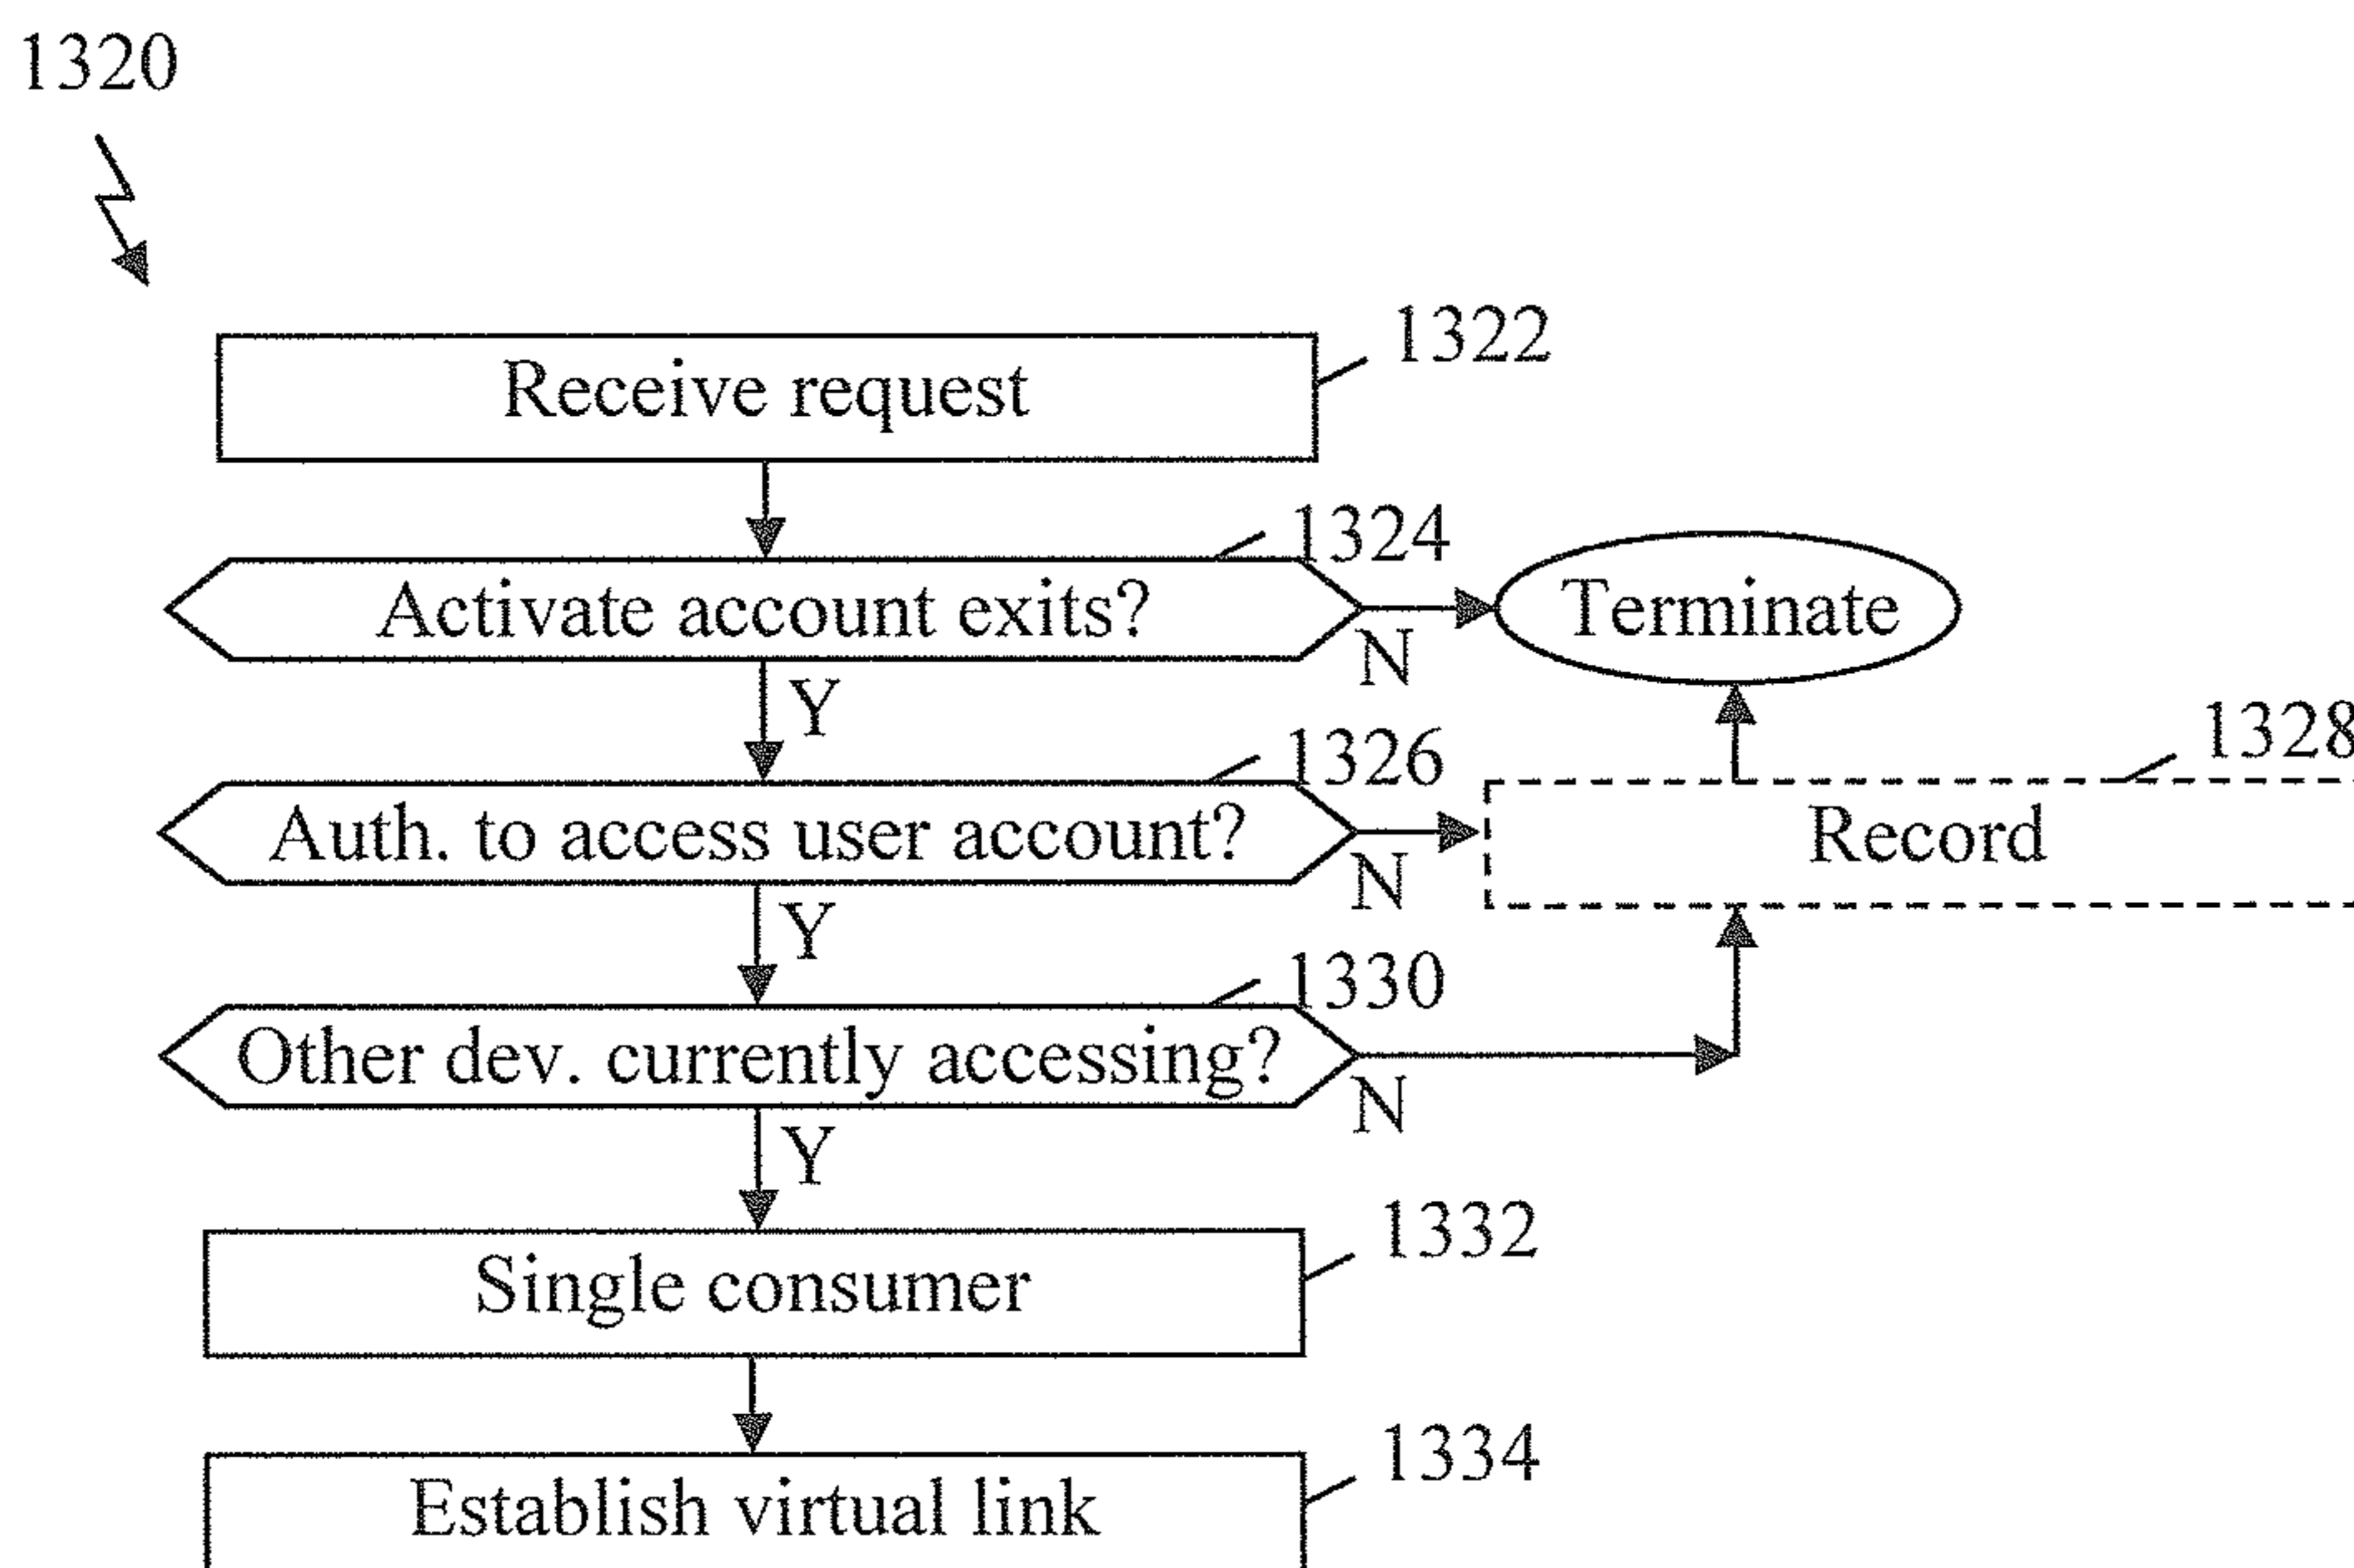 1320
1322
Receive request
1324
Activate account exits?
Terminate
N
Y
1326
1328
Auth. to access user account?
Record
N
Y
1330
Other dev. currently accessing?
N
Y
1332
Single consumer
1334
Establish virtual link